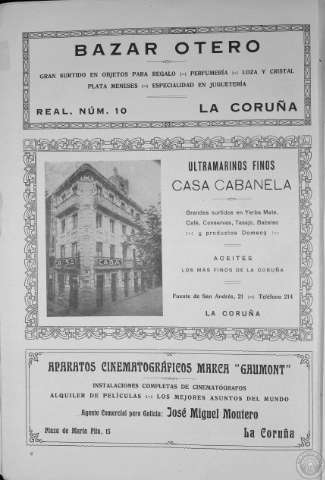 BAZAR OTERO
GRAN SURTIDO EN OBJETOS PARA REGALO PERFUMERÍA LOZA Y CRISTAL
PLATA MENESES ESPECIALIDAD EN JUGUETERÍA
REAL, NÚM. 10 LA CORUÑA
ULTRAMARINOS FINOS
CASA CABANELA
Grandes surtidos en Yerba Mate,
Café, Conservas, Tasajo, Bacalao
y productos Domecq
ACEITES
LOS MÁS FINOS DE LA CORUÑA
Fuente de San Andrés, 21 Teléfono 214
LA CORUÑA
APARATOS CINEMATOGRÁFICOS MARCA "GAUMONT"
INSTALACIONES COMPLETAS DE CINEMATÓGRAFOS
ALQUILER DE PELÍCULAS LOS MEJORES ASUNTOS DEL MUNDO
Agente Comercial para Galicia: José Miguel Montero
Plaza de María Pita, 15 La Coruña